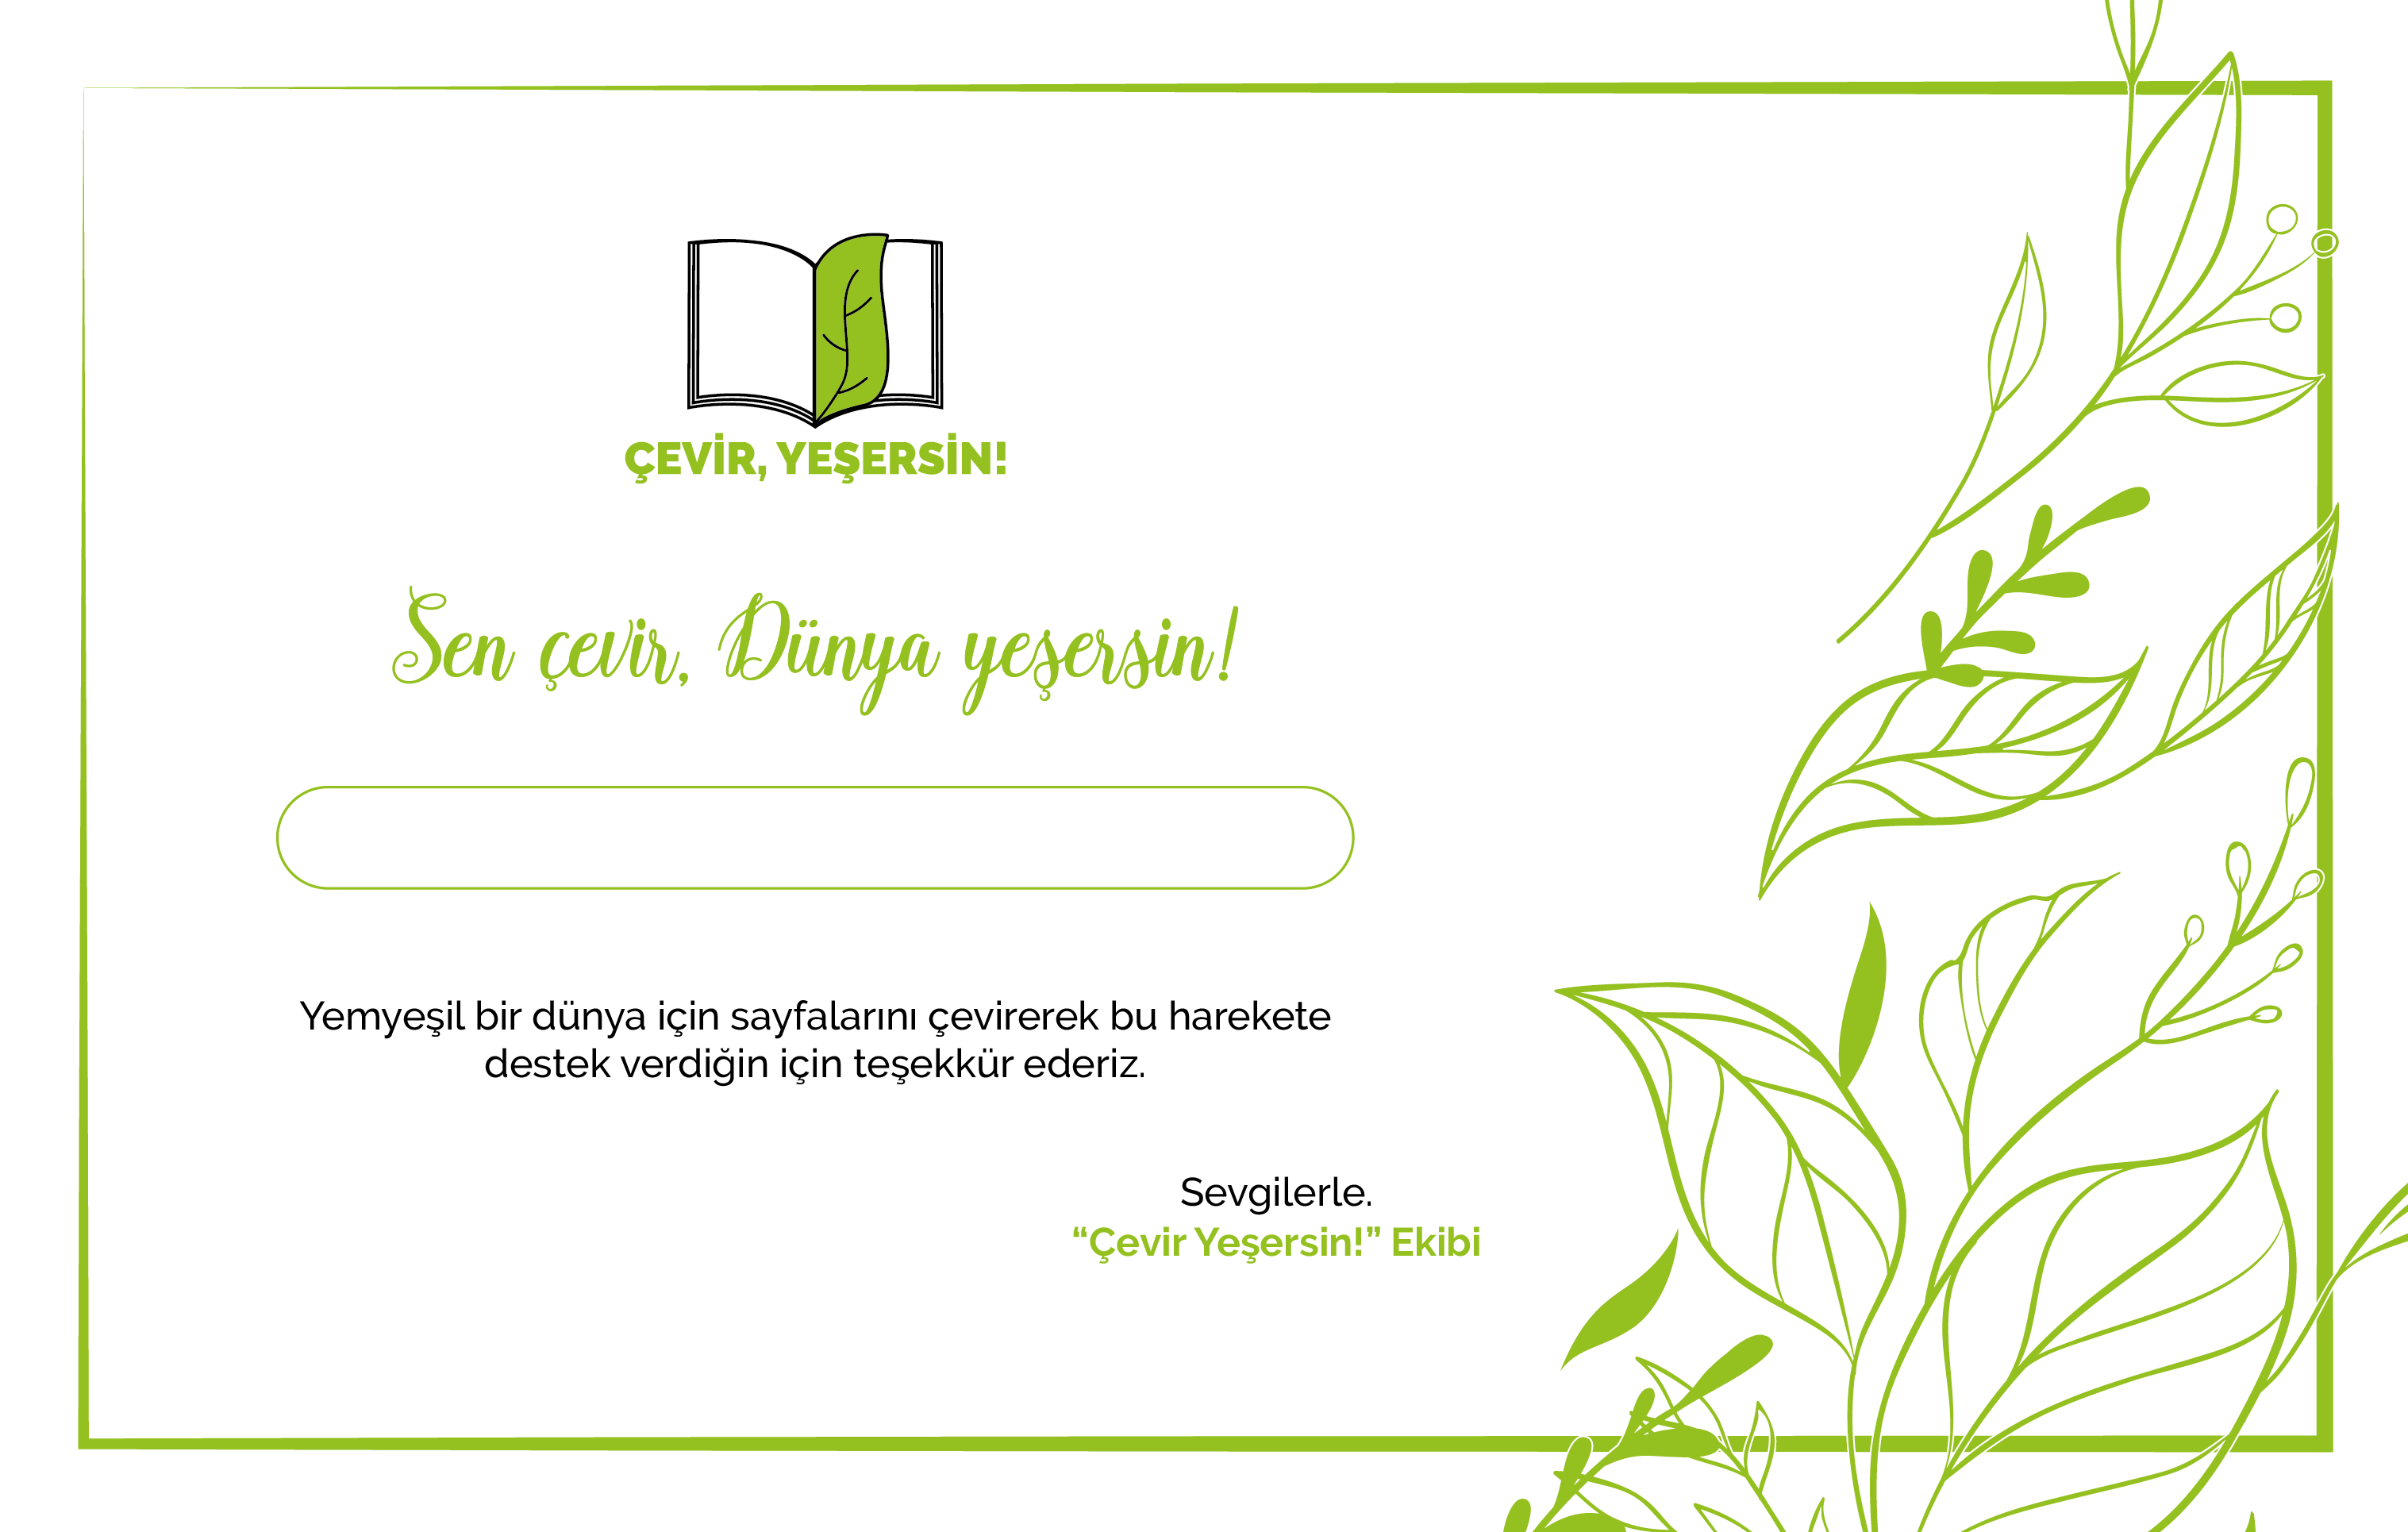 ÇEVİR, YEŞERSİN!
Sen çevir, Dünya yeşersin!
Yemyeşil bir dünya için sayfalarını çevirerek bu harekete
destek verdiğin için teşekkür ederiz.
Sevgilerle.
“Çevir Yeşersin!” Ekibi